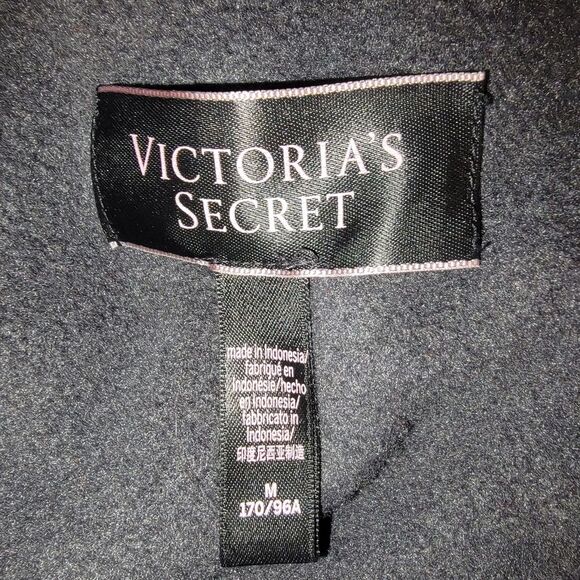 VICTORIA'S
SECRET
made in Indonesia/
fabriqué en
Indonésie/hecho
en Indonesia/
fabbricato in
Indonesia/
印度尼西亚制造
M
170/96A